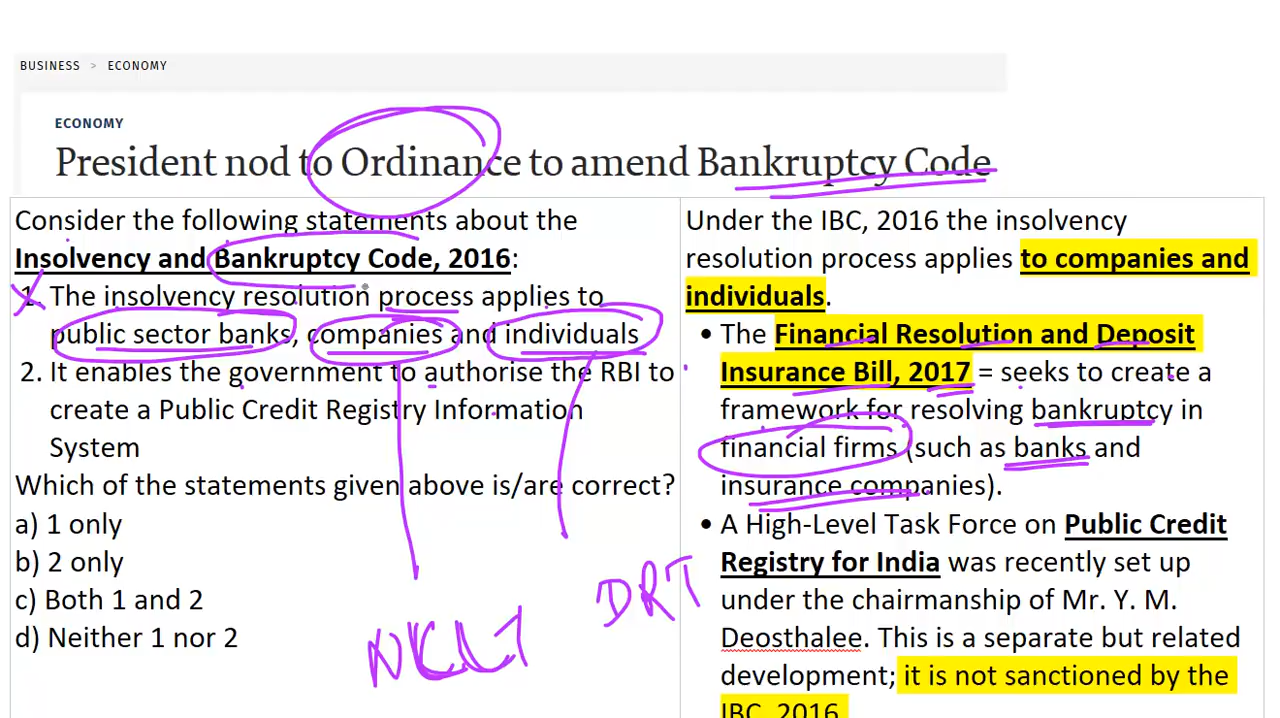 BUSINESS > ECONOMY
ECONOMY
President nod to Ordinance to amend Bankruptcy Code
Consider the following statements about the
Insolvency and Bankruptcy Code, 2016:
1. The insolvency resolution process applies to
public sector banks, companies and individuals
2. It enables the government to authorise the RBI to
create a Public Credit Registry Information
System
Which of the statements given above is/are correct?
a) 1 only
b) 2 only
c) Both 1 and 2
d) Neither 1 nor 2
NCLT
DRT
Under the IBC, 2016 the insolvency
resolution process applies to companies and
individuals.
• The Financial Resolution and Deposit
Insurance Bill, 2017 = seeks to create a
framework for resolving bankruptcy in
financial firms (such as banks and
insurance companies).
• A High-Level Task Force on Public Credit
Registry for India was recently set up
under the chairmanship of Mr. Y. M.
Deosthalee. This is a separate but related
development; it is not sanctioned by the
IBC, 2016